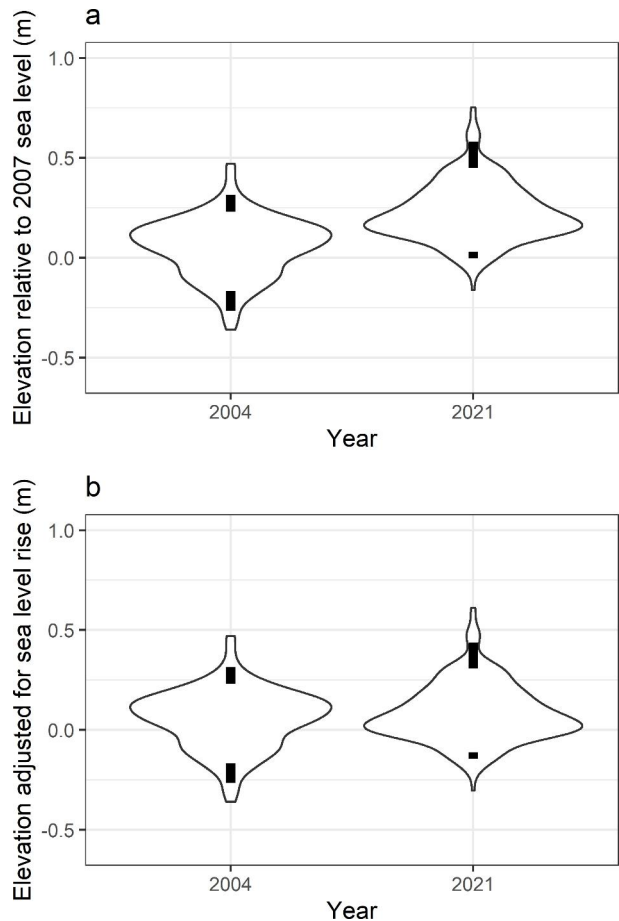 a
Elevation relative to 2007 sea level (m)
1.0
0.5
0.0
-0.5
2004
2021
Year
b
Elevation adjusted for sea level rise (m)
1.0
0.5
0.0
-0.5
2004
2021
Year